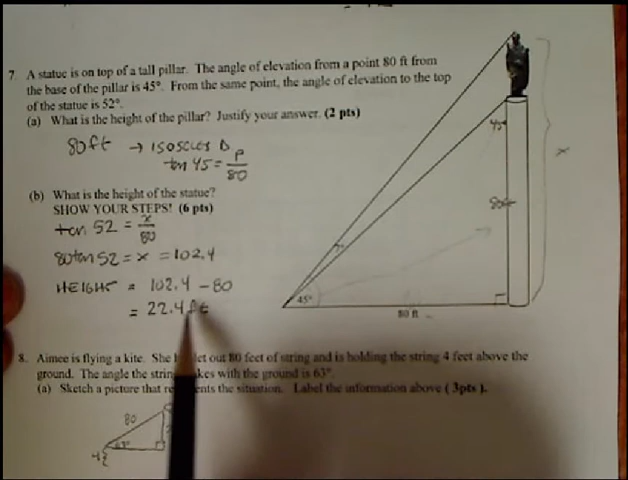 7. A statue is on top of a tall pillar. The angle of elevation from a point 80 ft from
the base of the pillar is 45°. From the same point, the angle of elevation to the top
of the statue is 52°.
(a) What is the height of the pillar? Justify your answer. (2 pts)
80ft → ISOSCLES Δ
tan 45 = P/80
(b) What is the height of the statue?
SHOW YOUR STEPS! (6 pts)
tan 52 = x/80
80tan 52 = x = 102.4
HEIGHT = 102.4 - 80
= 22.4 ft
45°
80ft
x
7°
45°
80 ft
8. Aimee is flying a kite. She let out 80 feet of string and is holding the string 4 feet above the
ground. The angle the string makes with the ground is 63°.
(a) Sketch a picture that represents the situation. Label the information above (3pts).
80
63°
4